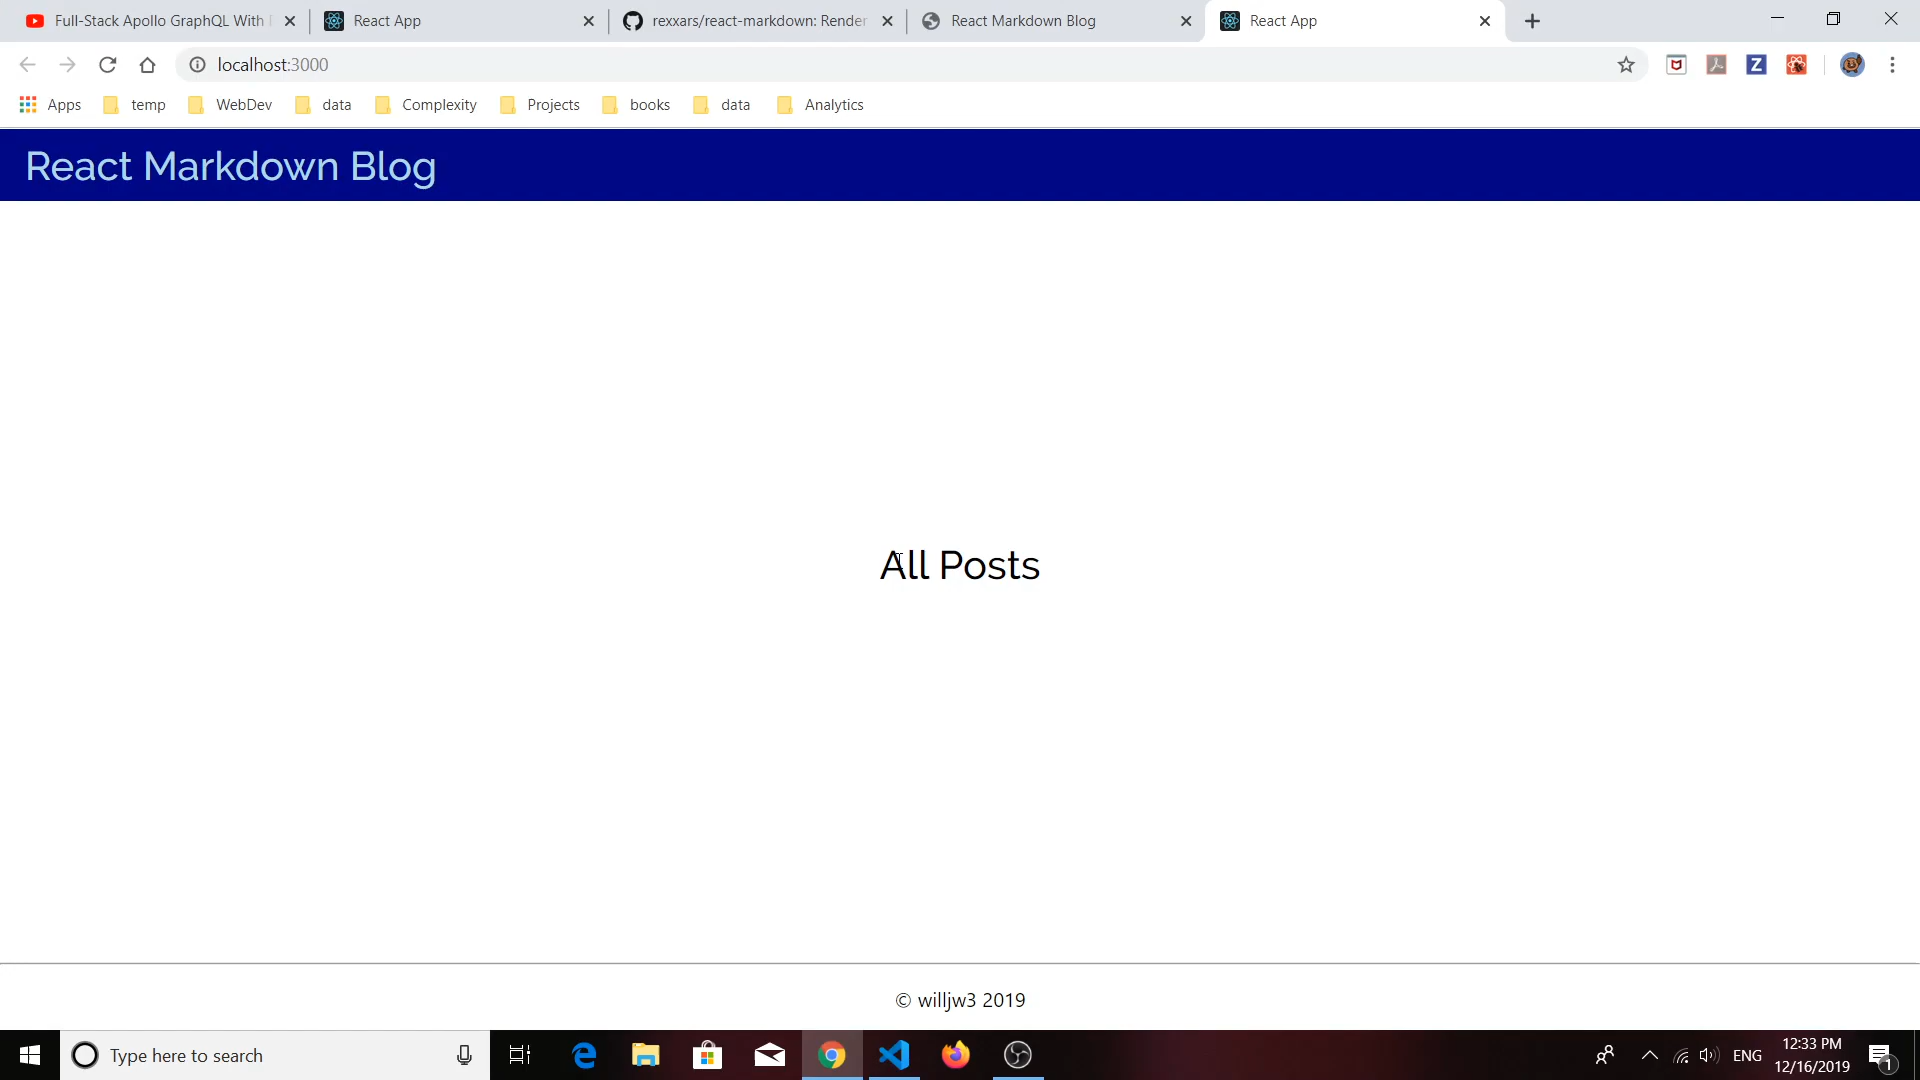 Full-Stack Apollo GraphQL With
React App
rexxars/react-markdown: Render
React Markdown Blog
React App
localhost:3000
Apps
temp
WebDev
data
Complexity
Projects
books
data
Analytics
React Markdown Blog
All Posts
© willjw3 2019
Type here to search
ENG
12:33 PM
12/16/2019
1